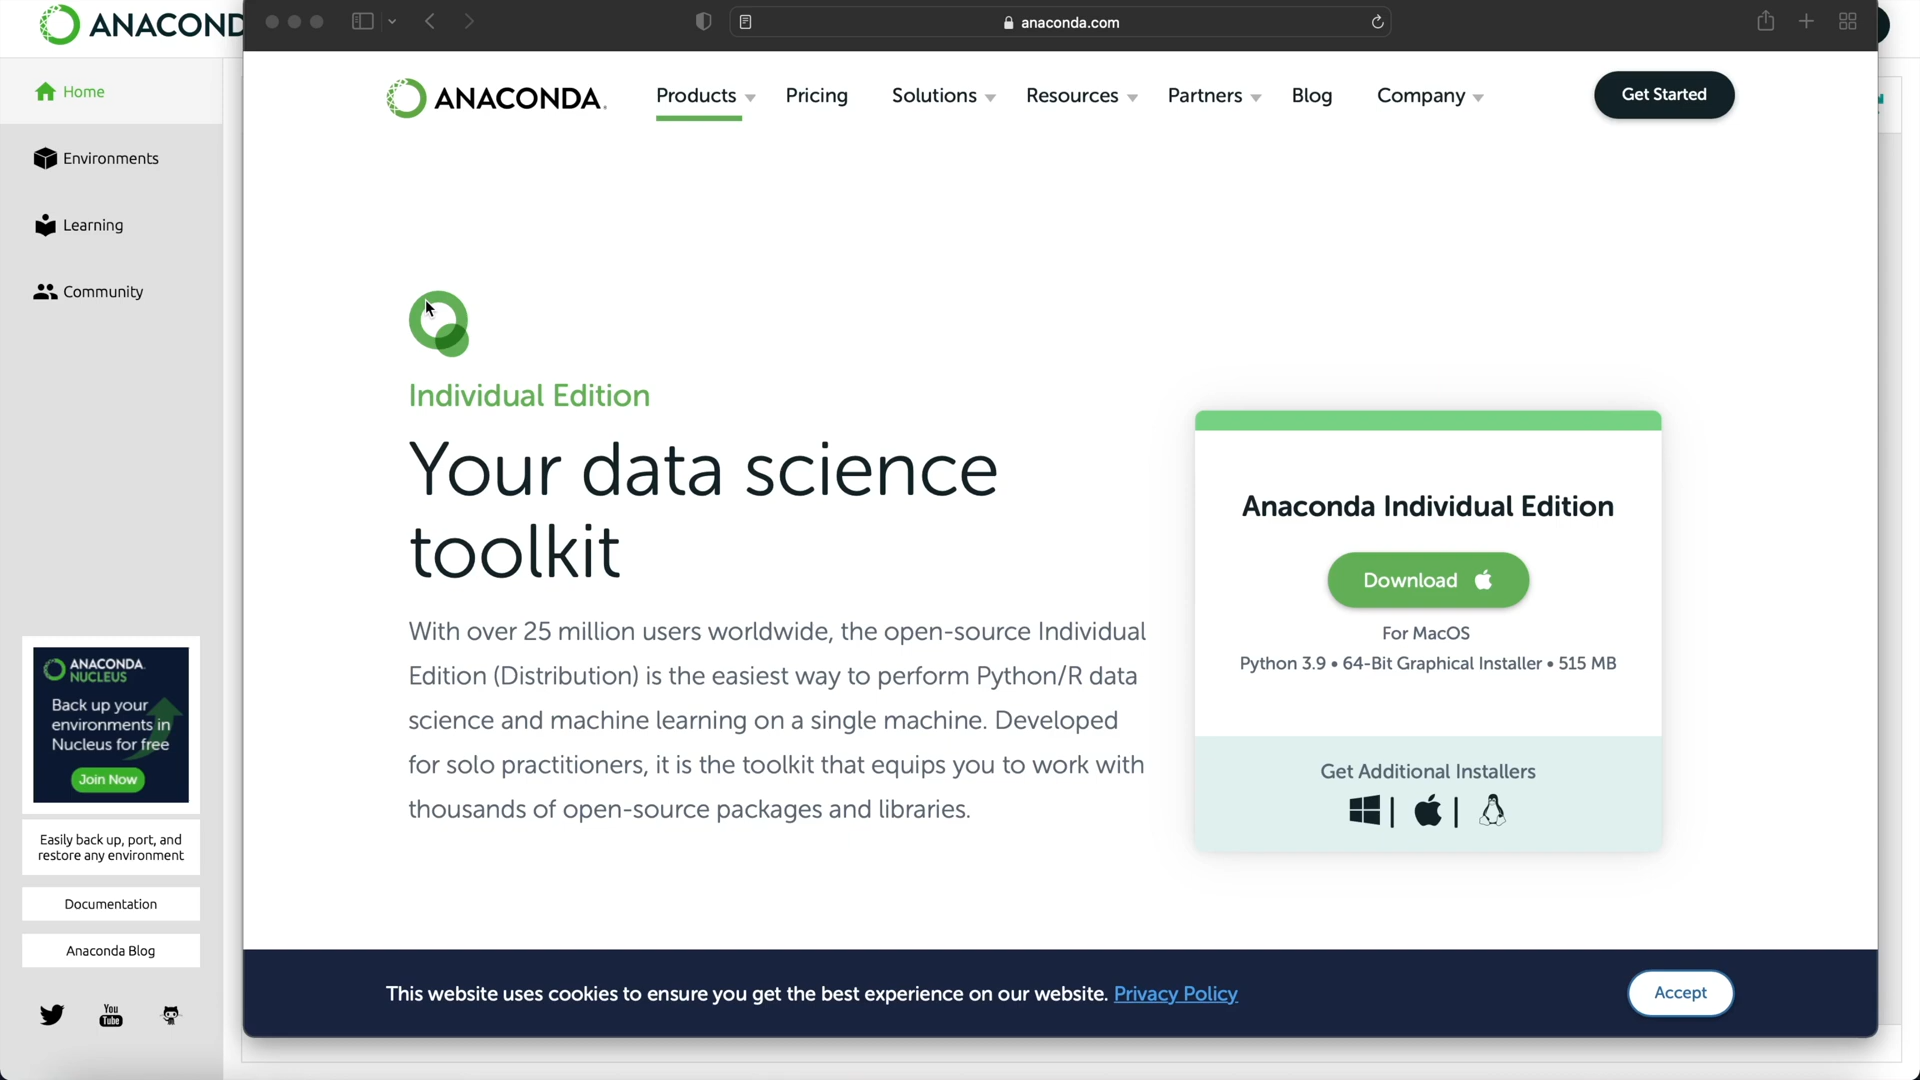 ANACOND
Home
Environments
Learning
Community
ANACONDA
NUCLEUS
Back up your
environments in
Nucleus for free
Join Now
Easily back up, port, and
restore any environment
Documentation
Anaconda Blog
You
Tube
anaconda.com
ANACONDA.
Products
Pricing
Solutions
Resources
Partners
Blog
Company
Get Started
Individual Edition
Your data science
toolkit
With over 25 million users worldwide, the open-source Individual
Edition (Distribution) is the easiest way to perform Python/R data
science and machine learning on a single machine. Developed
for solo practitioners, it is the toolkit that equips you to work with
thousands of open-source packages and libraries.
Anaconda Individual Edition
Download
For MacOS
Python 3.9 • 64-Bit Graphical Installer • 515 MB
Get Additional Installers
| |
This website uses cookies to ensure you get the best experience on our website. Privacy Policy
Accept